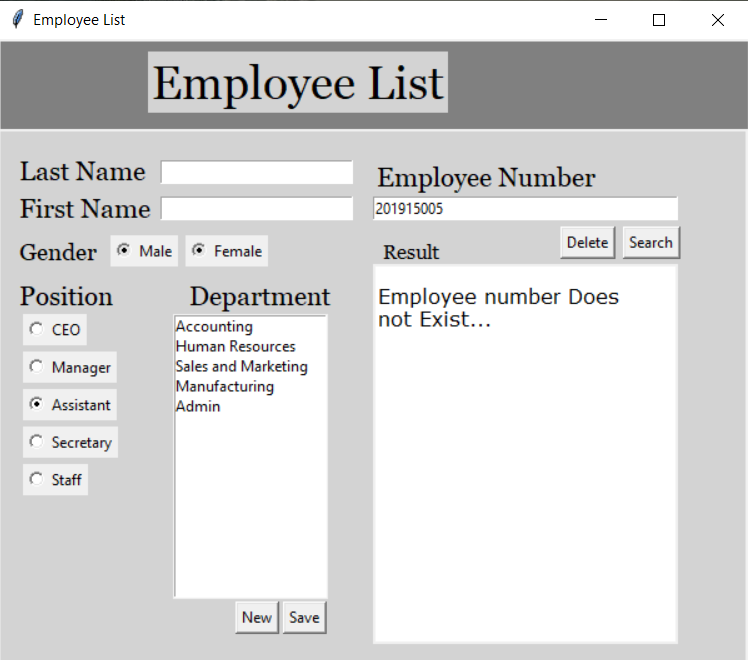 Employee List
Employee List
Last Name
First Name
Gender
Male
Female
Position
CEO
Manager
Assistant
Secretary
Staff
Department
Accounting
Human Resources
Sales and Marketing
Manufacturing
Admin
New
Save
Employee Number
201915005
Delete
Search
Result
Employee number Does
not Exist...